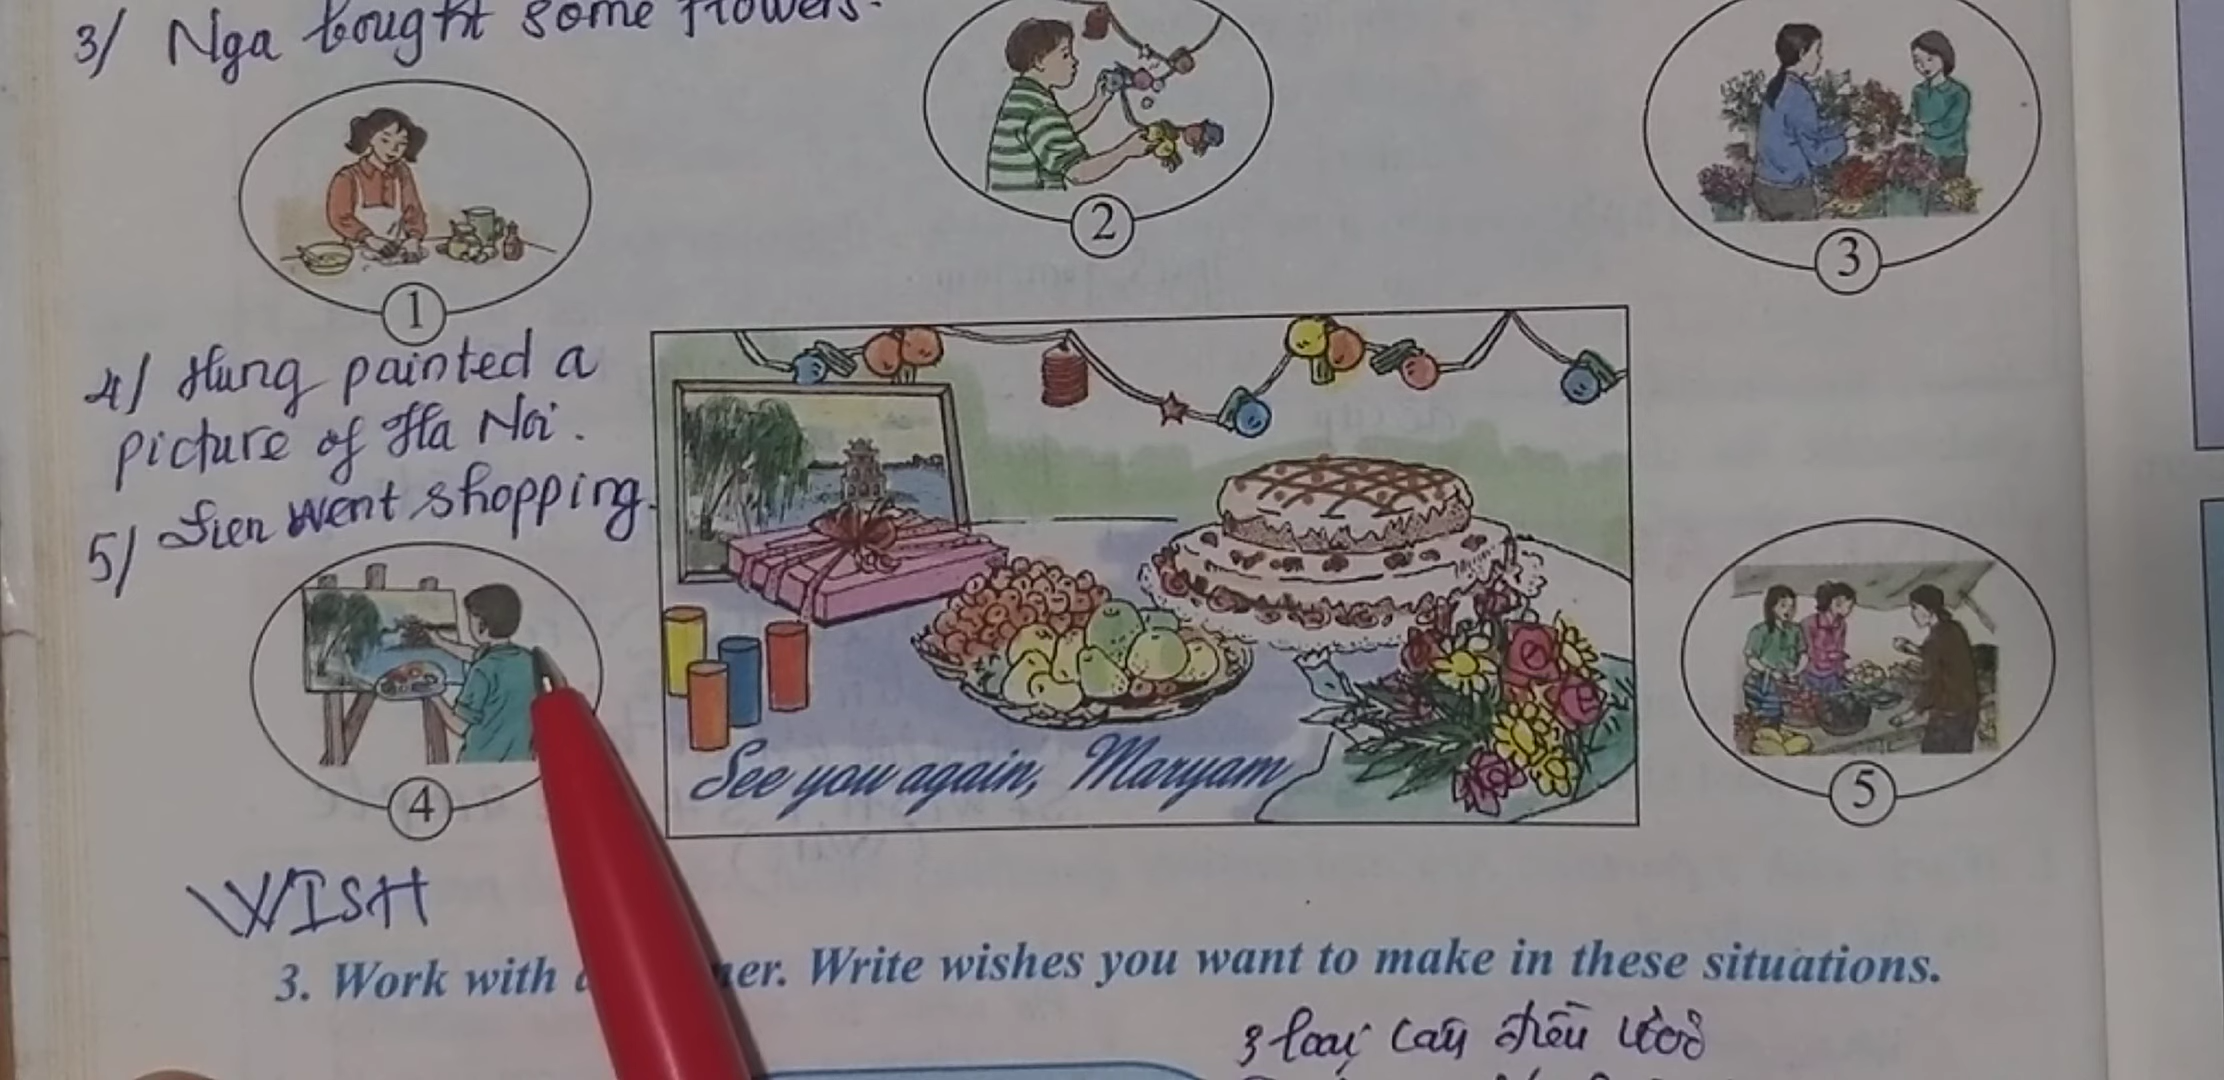 3/ Nga bought some flowers.
1
2
3
4/ Hung painted a
picture of Ha Noi.
5/ Lien went shopping.
See you again, Maryam
4
5
WISH
3. Work with a ner. Write wishes you want to make in these situations.
3 loại câu điều ước